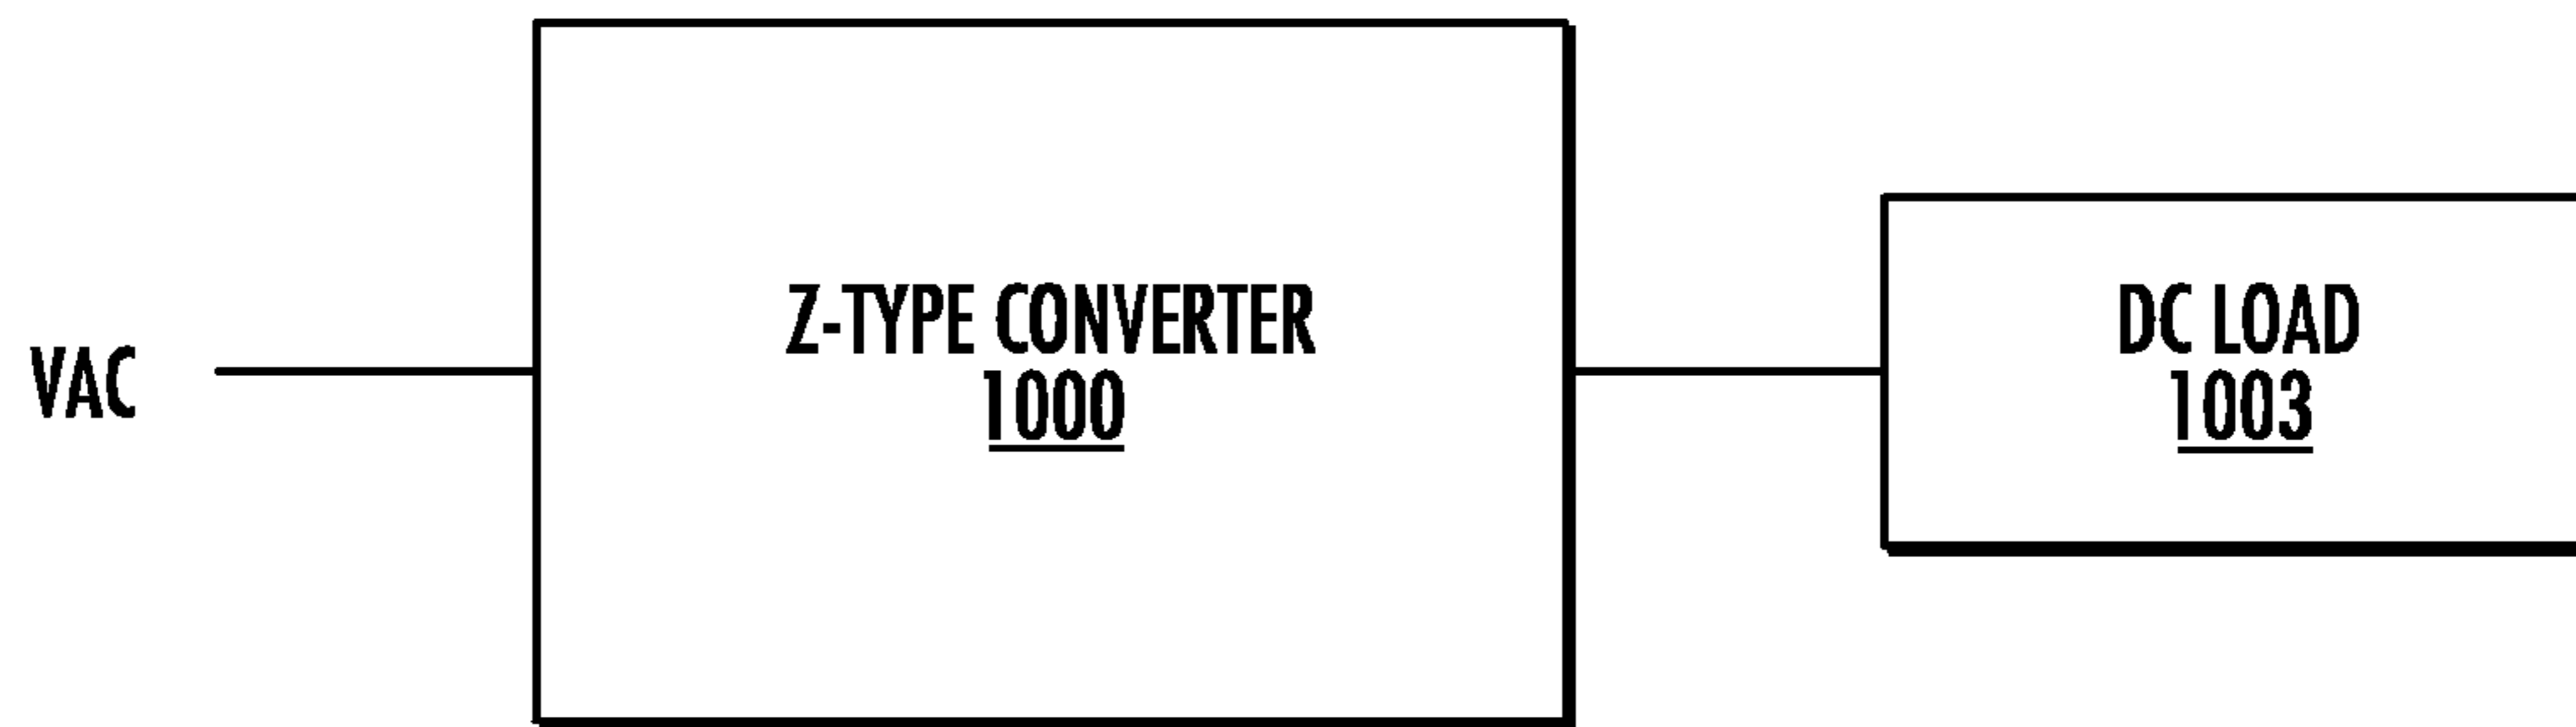 VAC
Z-TYPE CONVERTER
1000
DC LOAD
1003